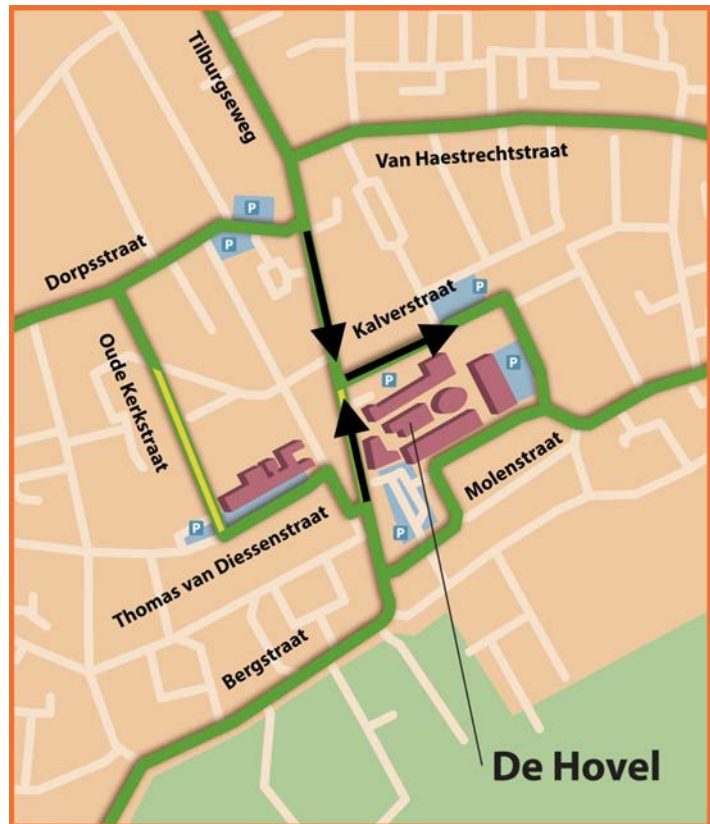 Tilburgseweg
Van Haestrechtstraat
P
P
Dorpsstraat
Kalverstraat
P
Oude Kerkstraat
P
P
Molenstraat
P
P
Thomas van Diessenstraat
Bergstraat
De Hovel